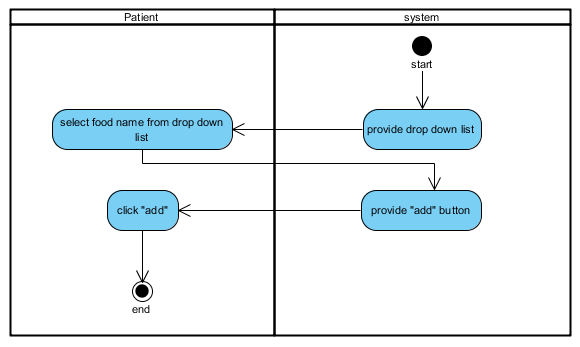 Patient
system
start
select food name from drop down
list
provide drop down list
click "add"
provide "add" button
end